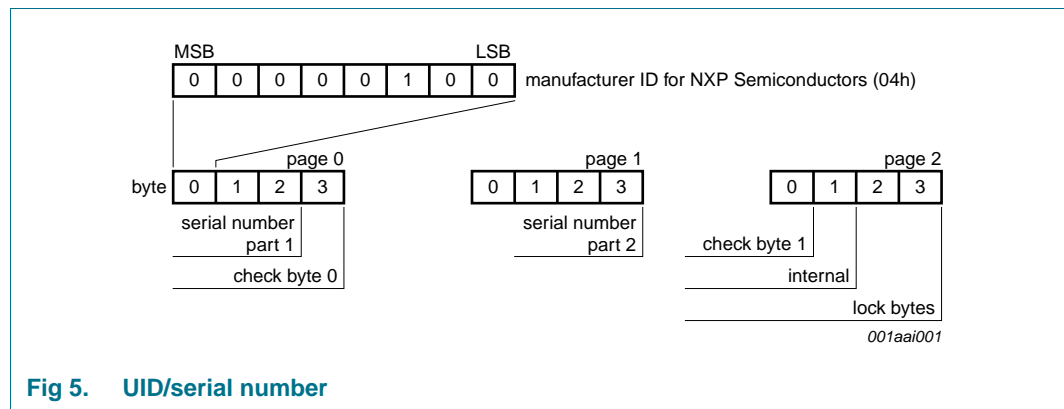 MSB LSB
0 0 0 0 0 1 0 0 manufacturer ID for NXP Semiconductors (04h)
page 0 page 1 page 2
byte 0 1 2 3 0 1 2 3 0 1 2 3
serial number serial number
part 1 part 2 check byte 1
check byte 0 internal
lock bytes
001aai001
Fig 5. UID/serial number